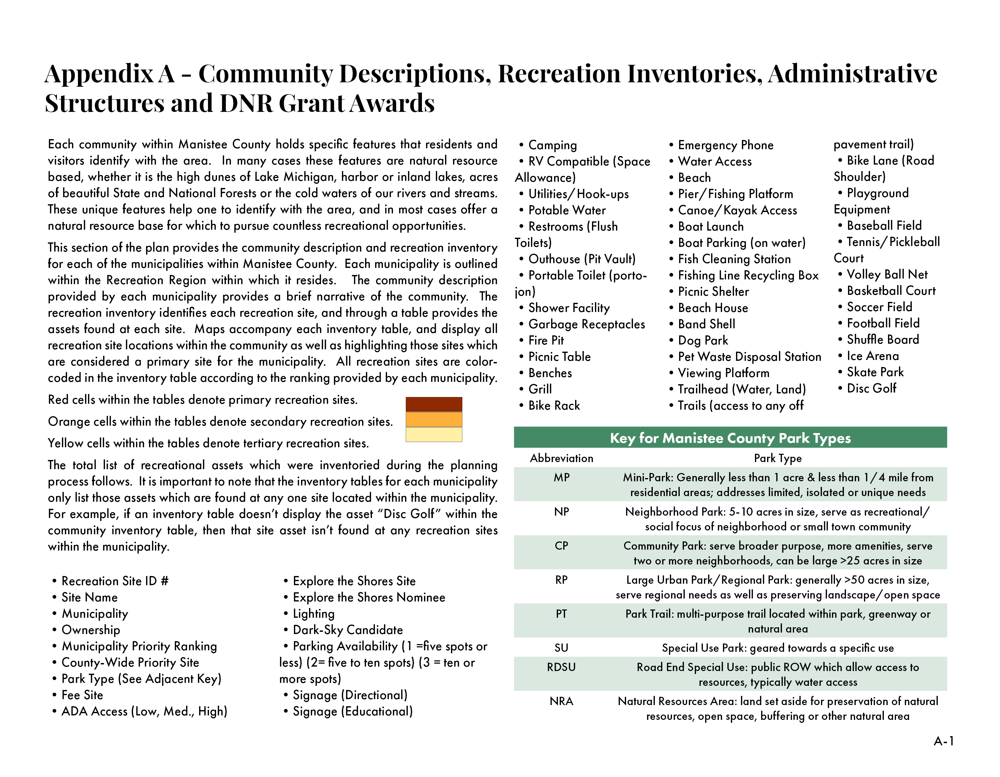 Appendix A - Community Descriptions, Recreation Inventories, Administrative
Structures and DNR Grant Awards
Each community within Manistee County holds specific features that residents and
visitors identify with the area. In many cases these features are natural resource
based, whether it is the high dunes of Lake Michigan, harbor or inland lakes, acres
of beautiful State and National Forests or the cold waters of our rivers and streams.
These unique features help one to identify with the area, and in most cases offer a
natural resource base for which to pursue countless recreational opportunities.
This section of the plan provides the community description and recreation inventory
for each of the municipalities within Manistee County. Each municipality is outlined
within the Recreation Region within which it resides. The community description
provided by each municipality provides a brief narrative of the community. The
recreation inventory identifies each recreation site, and through a table provides the
assets found at each site. Maps accompany each inventory table, and display all
recreation site locations within the community as well as highlighting those sites which
are considered a primary site for the municipality. All recreation sites are color-
coded in the inventory table according to the ranking provided by each municipality.
Red cells within the tables denote primary recreation sites.
Orange cells within the tables denote secondary recreation sites.
Yellow cells within the tables denote tertiary recreation sites.
The total list of recreational assets which were inventoried during the planning
process follows. It is important to note that the inventory tables for each municipality
only list those assets which are found at any one site located within the municipality.
For example, if an inventory table doesn't display the asset “Disc Golf” within the
community inventory table, then that site asset isn't found at any recreation sites
within the municipality.
• Recreation Site ID #
• Site Name
• Municipality
• Ownership
• Municipality Priority Ranking
• County-Wide Priority Site
• Park Type (See Adjacent Key)
• Fee Site
• ADA Access (Low, Med., High)
• Explore the Shores Site
• Explore the Shores Nominee
• Lighting
• Dark-Sky Candidate
• Parking Availability (1 =five spots or
less) (2= five to ten spots) (3 = ten or
more spots)
• Signage (Directional)
• Signage (Educational)
• Camping
• RV Compatible (Space
Allowance)
• Utilities/Hook-ups
• Potable Water
• Restrooms (Flush
Toilets)
• Outhouse (Pit Vault)
• Portable Toilet (porto-
jon)
• Shower Facility
• Garbage Receptacles
• Fire Pit
• Picnic Table
• Benches
• Grill
• Bike Rack
• Emergency Phone
• Water Access
• Beach
• Pier/Fishing Platform
• Canoe/Kayak Access
• Boat Launch
• Boat Parking (on water)
• Fish Cleaning Station
• Fishing Line Recycling Box
• Picnic Shelter
• Beach House
• Band Shell
• Dog Park
• Pet Waste Disposal Station
• Viewing Platform
• Trailhead (Water, Land)
• Trails (access to any off
pavement trail)
• Bike Lane (Road
Shoulder)
• Playground
Equipment
• Baseball Field
• Tennis/Pickleball
Court
• Volley Ball Net
• Basketball Court
• Soccer Field
• Football Field
• Shuffle Board
• Ice Arena
• Skate Park
• Disc Golf
Key for Manistee County Park Types
Abbreviation Park Type
MP Mini-Park: Generally less than 1 acre & less than 1/4 mile from
residential areas; addresses limited, isolated or unique needs
NP Neighborhood Park: 5-10 acres in size, serve as recreational/
social focus of neighborhood or small town community
CP Community Park: serve broader purpose, more amenities, serve
two or more neighborhoods, can be large >25 acres in size
RP Large Urban Park/Regional Park: generally >50 acres in size,
serve regional needs as well as preserving landscape/open space
PT Park Trail: multi-purpose trail located within park, greenway or
natural area
SU Special Use Park: geared towards a specific use
RDSU Road End Special Use: public ROW which allow access to
resources, typically water access
NRA Natural Resources Area: land set aside for preservation of natural
resources, open space, buffering or other natural area
A-1